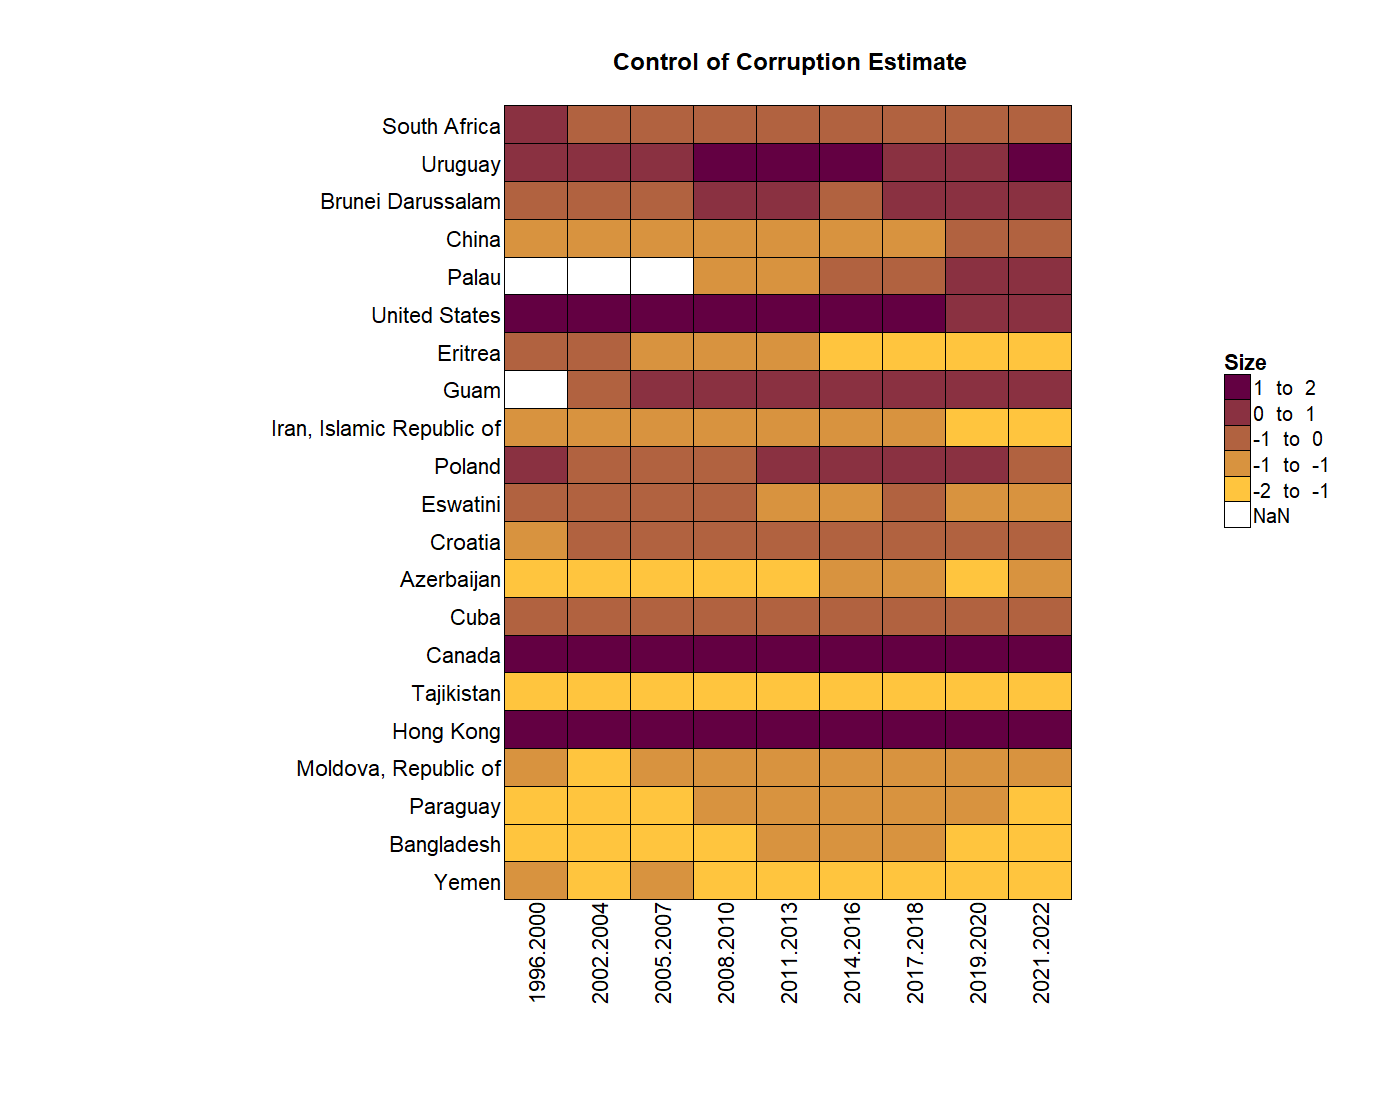 Control of Corruption Estimate
South Africa
Uruguay
Brunei Darussalam
China
Palau
United States
Eritrea
Guam
Iran, Islamic Republic of
Poland
Eswatini
Croatia
Azerbaijan
Cuba
Canada
Tajikistan
Hong Kong
Moldova, Republic of
Paraguay
Bangladesh
Yemen
1996.2000
2002.2004
2005.2007
2008.2010
2011.2013
2014.2016
2017.2018
2019.2020
2021.2022
Size
1 to 2
0 to 1
-1 to 0
-1 to -1
-2 to -1
NaN